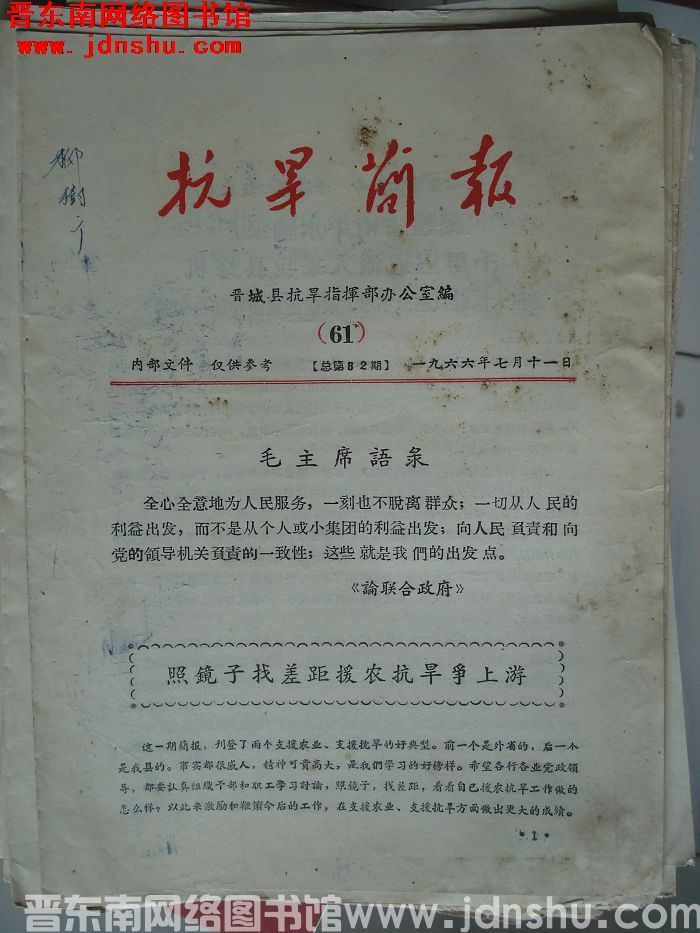 晋东南网络图书馆
www.jdnshu.com
抗旱简报
晋城县抗旱指揮部办公室編
(61)
内部文件 仅供参考 【总第82期】 一九六六年七月十一日
毛主席語彔
全心全意地为人民服务，一刻也不脫离群众；一切从人民的
利益出发，而不是从个人或小集团的利益出发；向人民負責和向
党的領导机关負責的一致性；这些就是我們的出发点。
《論联合政府》
照鏡子找差距援农抗旱爭上游
这一期簡报，刊登了两个支援农业、支援抗旱的好典型。前一个是外省的，后一个
是我县的。事实都很感人，精神可貴高大，是我們学习的好榜样。希望各行各业党政領
导，都要认真組織干部和职工学习討論，照鏡子，找差距，看看自己援农抗旱工作做的
怎么样？以此来激励和鞭策今后的工作，在支援农业、支援抗旱方面做出更大的成績。
·1·
晋东南网络图书馆www.jdnshu.com